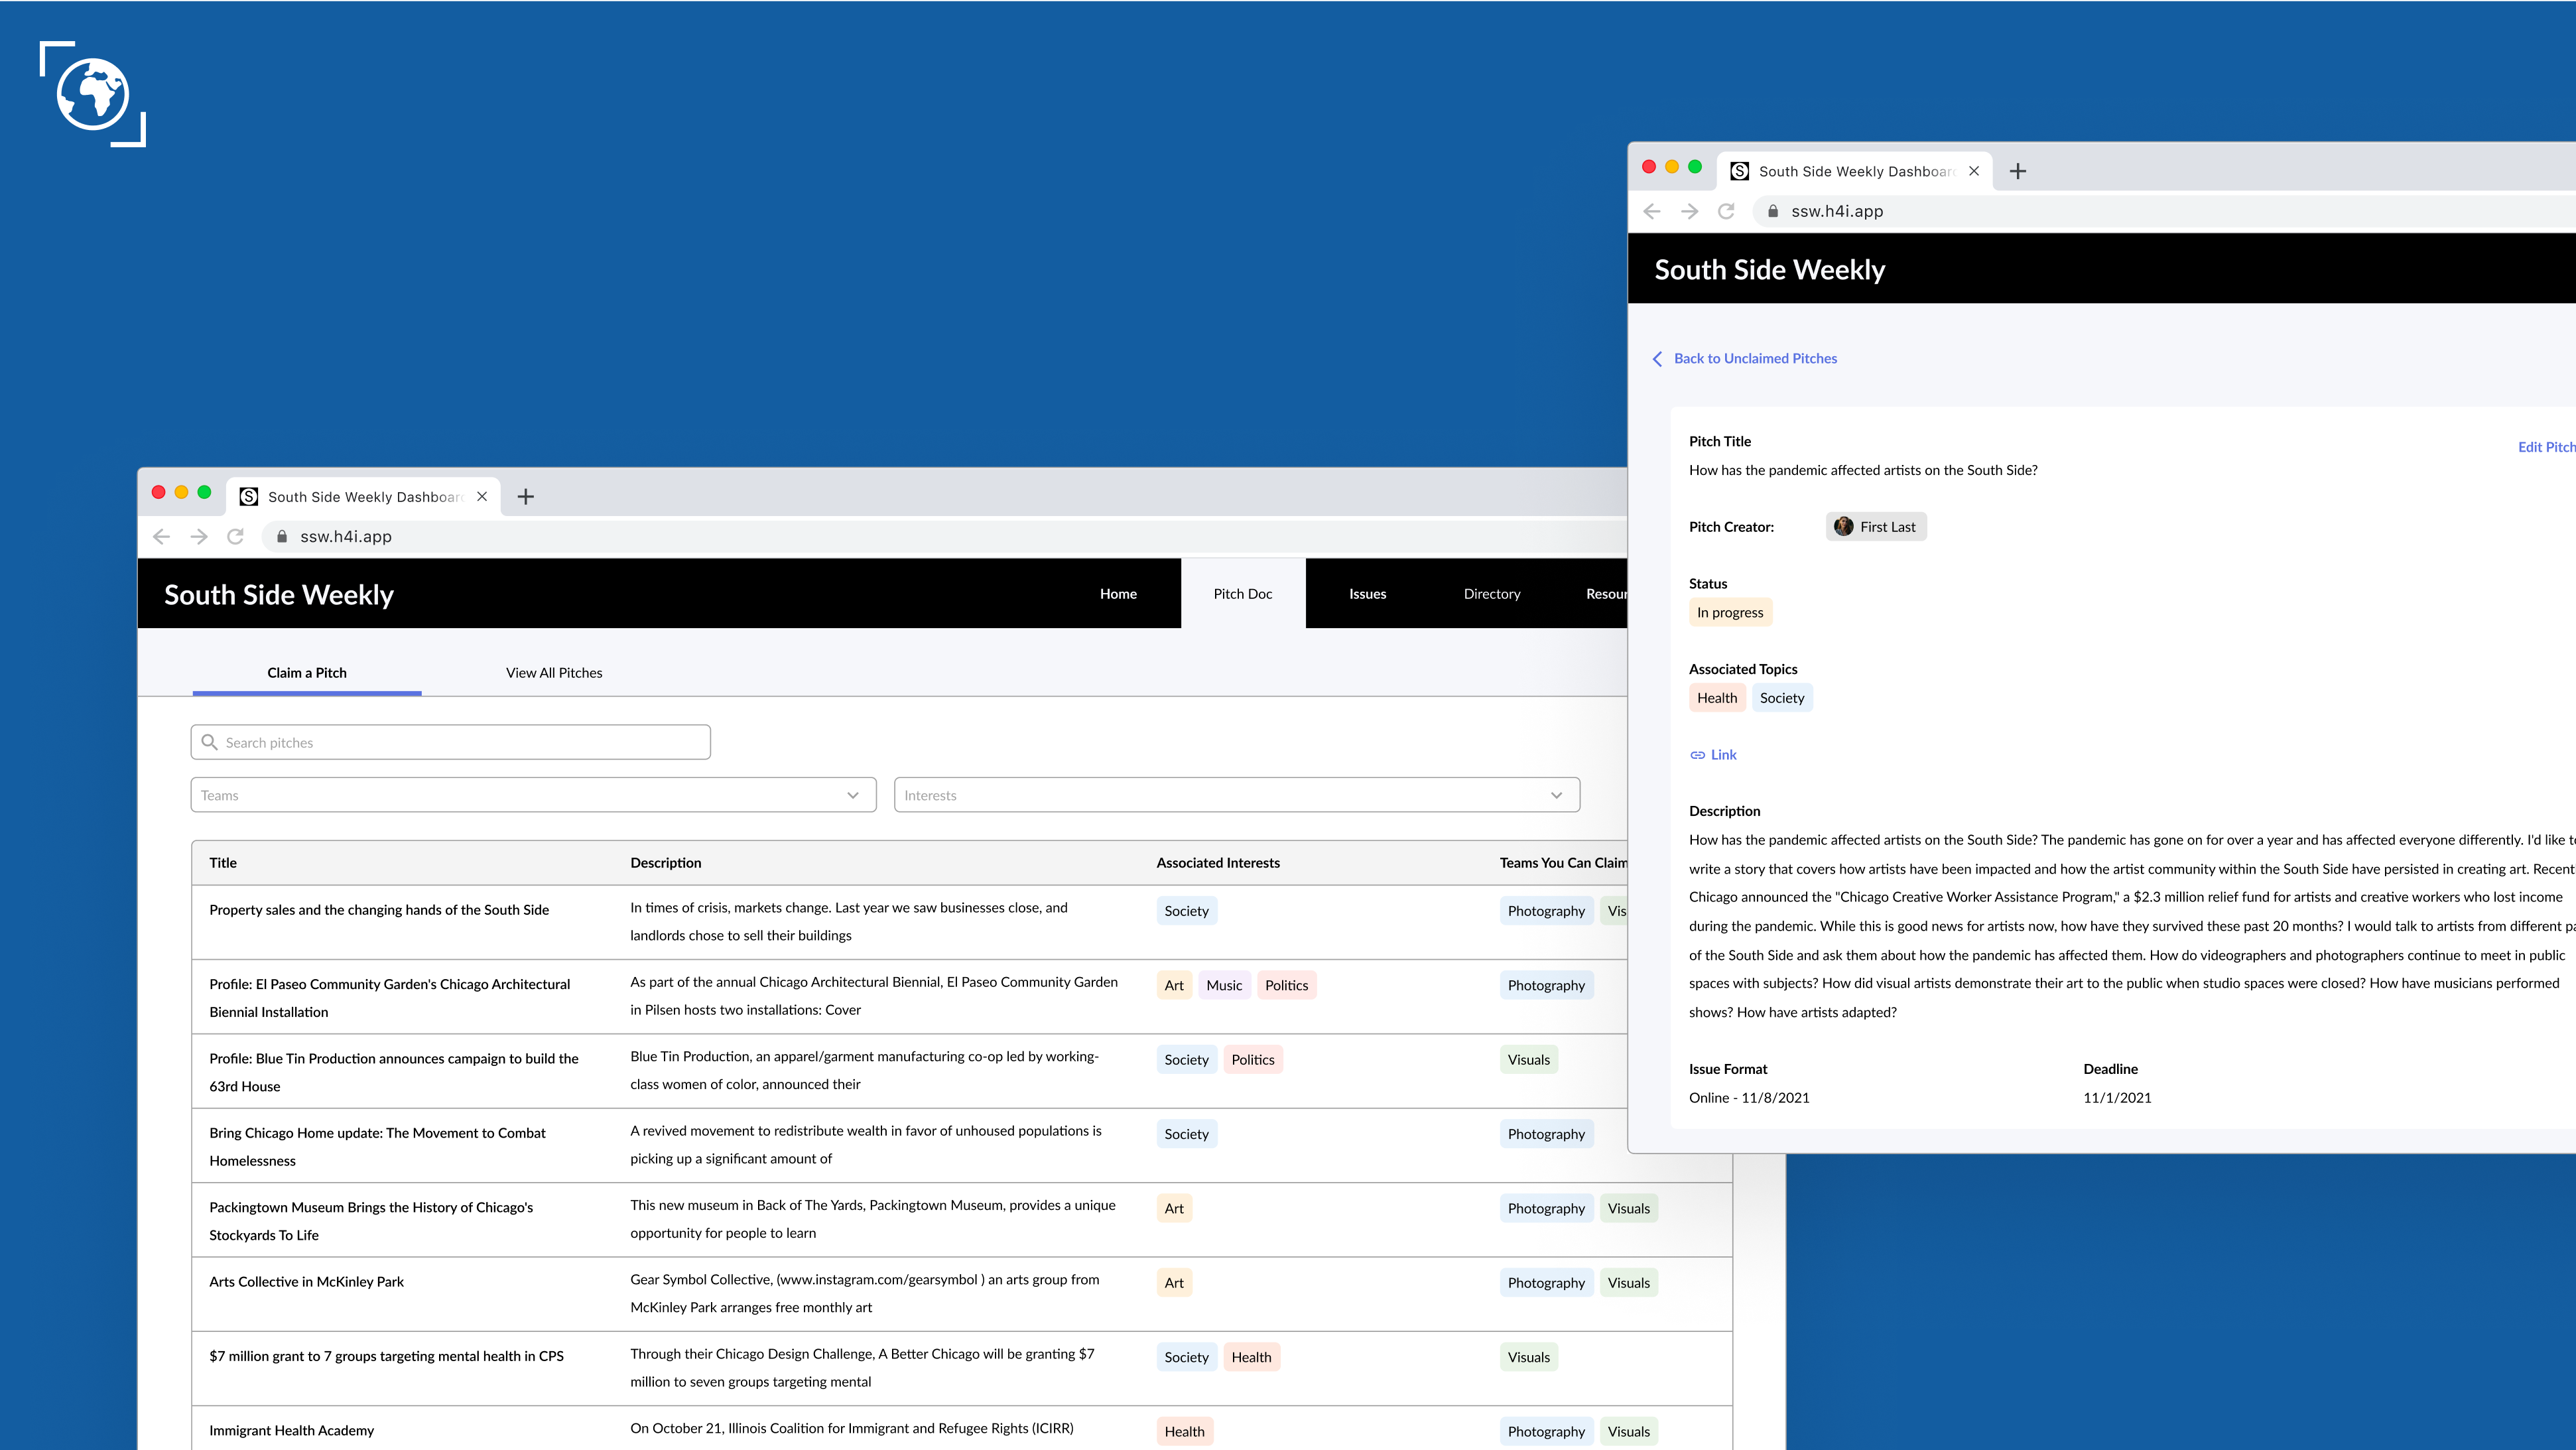 South Side Weekly Dashboard
ssw.h4i.app
South Side Weekly
Back to Unclaimed Pitches
Pitch Title
Edit Pitch
How has the pandemic affected artists on the South Side?
Pitch Creator:
First Last
Status
In progress
Associated Topics
Health Society
Link
Description
How has the pandemic affected artists on the South Side? The pandemic has gone on for over a year and has affected everyone differently. I'd like
write a story that covers how artists have been impacted and how the artist community within the South Side have persisted in creating art. Recent
Chicago announced the "Chicago Creative Worker Assistance Program," a $2.3 million relief fund for artists and creative workers who lost income
during the pandemic. While this is good news for artists now, how have they survived these past 20 months? I would talk to artists from different
of the South Side and ask them about how the pandemic has affected them. How do videographers and photographers continue to meet in public
spaces with subjects? How did visual artists demonstrate their art to the public when studio spaces were closed? How have musicians performed
shows? How have artists adapted?
Issue Format Deadline
Online - 11/8/2021 11/1/2021
South Side Weekly Dashboard
ssw.h4i.app
South Side Weekly
Home Pitch Doc Issues Directory Resour
Claim a Pitch View All Pitches
Search pitches
Teams Interests
Title Description Associated Interests Teams You Can Claim
Property sales and the changing hands of the South Side
In times of crisis, markets change. Last year we saw businesses close, and
landlords chose to sell their buildings
Society
Photography Vis
Profile: El Paseo Community Garden's Chicago Architectural
Biennial Installation
As part of the annual Chicago Architectural Biennial, El Paseo Community Garden
in Pilsen hosts two installations: Cover
Art Music Politics
Photography
Profile: Blue Tin Production announces campaign to build the
63rd House
Blue Tin Production, an apparel/garment manufacturing co-op led by working-
class women of color, announced their
Society Politics
Visuals
Bring Chicago Home update: The Movement to Combat
Homelessness
A revived movement to redistribute wealth in favor of unhoused populations is
picking up a significant amount of
Society
Photography
Packingtown Museum Brings the History of Chicago's
Stockyards To Life
This new museum in Back of The Yards, Packingtown Museum, provides a unique
opportunity for people to learn
Art
Photography Visuals
Arts Collective in McKinley Park
Gear Symbol Collective, (www.instagram.com/gearsymbol ) an arts group from
McKinley Park arranges free monthly art
Art
Photography Visuals
$7 million grant to 7 groups targeting mental health in CPS
Through their Chicago Design Challenge, A Better Chicago will be granting $7
million to seven groups targeting mental
Society Health
Visuals
Immigrant Health Academy
On October 21, Illinois Coalition for Immigrant and Refugee Rights (ICIRR)
Health
Photography Visuals